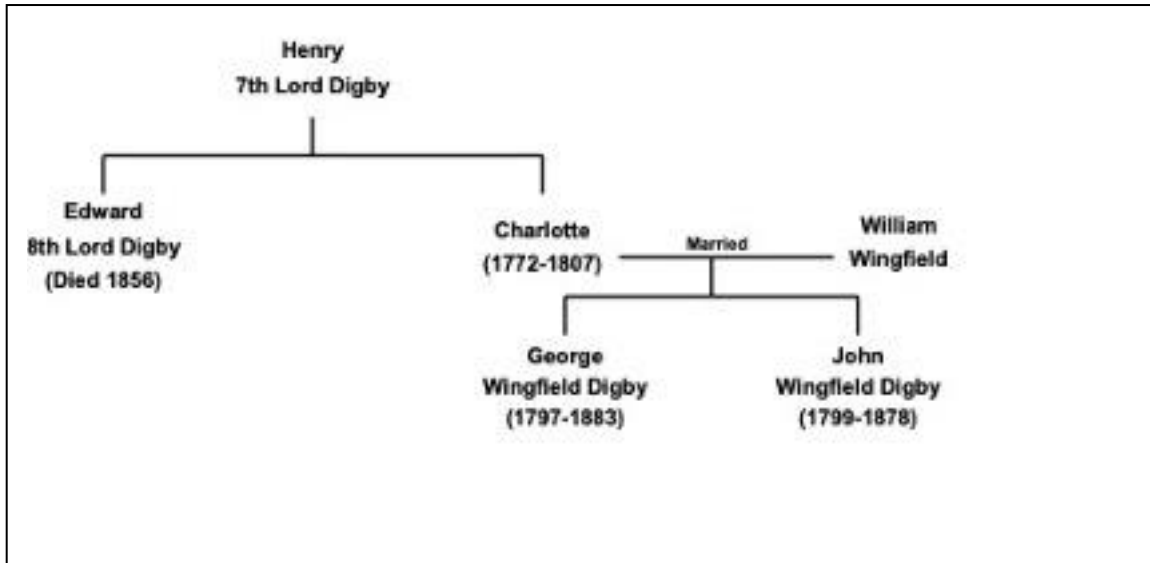 Henry
7th Lord Digby
Edward
8th Lord Digby
(Died 1856)
Charlotte
(1772-1807)
Married
William
Wingfield
George
Wingfield Digby
(1797-1883)
John
Wingfield Digby
(1799-1878)